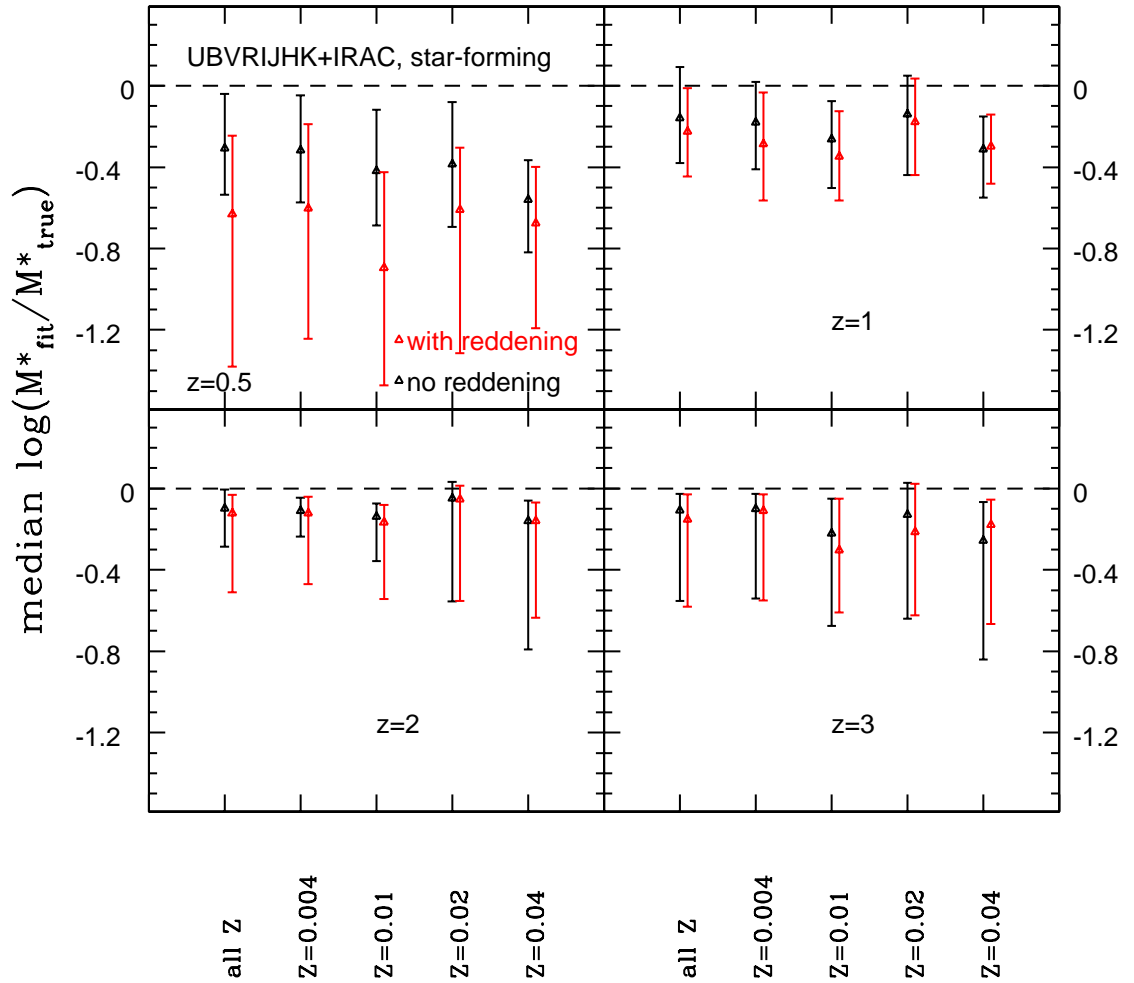 UBVRIJHK+IRAC, star-forming
0
-0.4
-0.8
-1.2
with reddening
no reddening
z=0.5
0
-0.4
-0.8
-1.2
z=1
0
-0.4
-0.8
-1.2
z=2
0
-0.4
-0.8
-1.2
z=3
median log(M*fit/M*true)
all Z
Z=0.004
Z=0.01
Z=0.02
Z=0.04
all Z
Z=0.004
Z=0.01
Z=0.02
Z=0.04